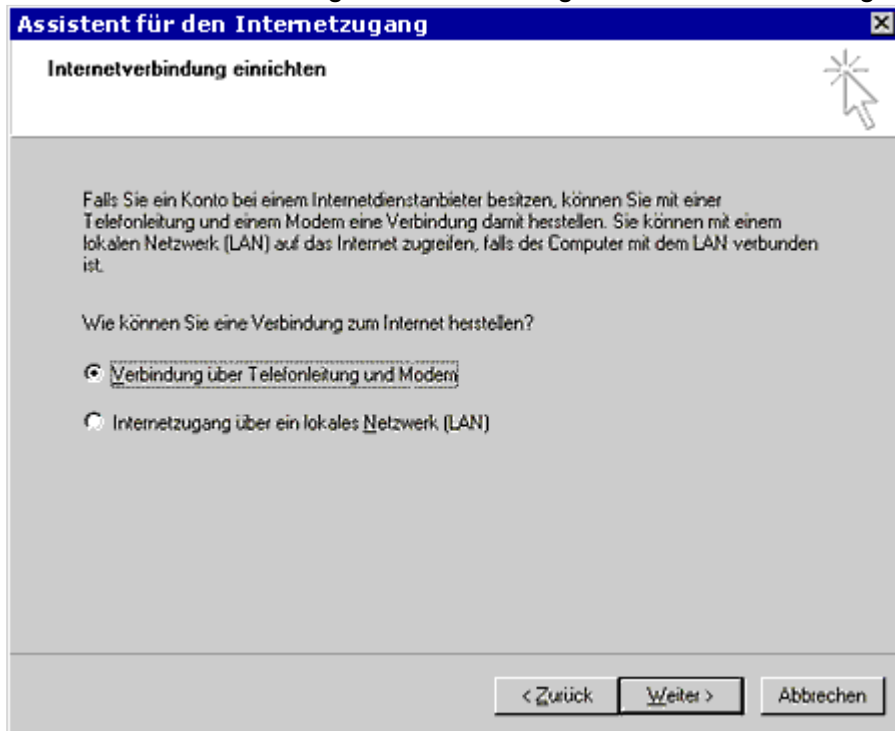 Assistent für den Internetzugang
Internetverbindung einrichten
Falls Sie ein Konto bei einem Internetdienstanbieter besitzen, können Sie mit einer
Telefonleitung und einem Modem eine Verbindung damit herstellen. Sie können mit einem
lokalen Netzwerk (LAN) auf das Internet zugreifen, falls der Computer mit dem LAN verbunden
ist.
Wie können Sie eine Verbindung zum Internet herstellen?
Verbindung über Telefonleitung und Modem
Internetzugang über ein lokales Netzwerk (LAN)
< Zurück Weiter > Abbrechen